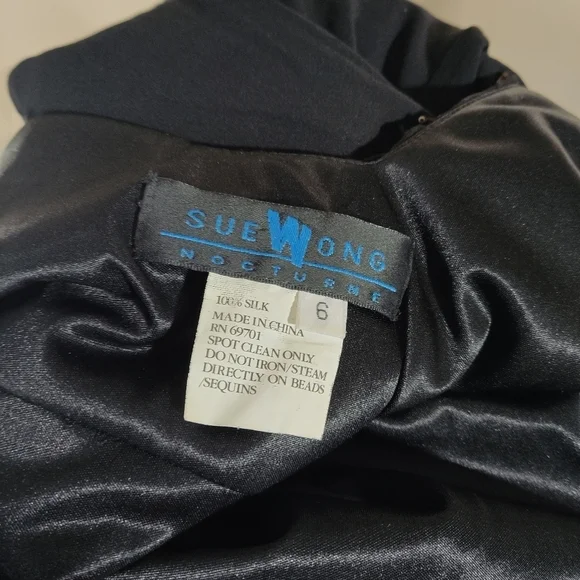 SUE WONG
NOCTURNE
6
100% SILK
MADE IN CHINA
RN 69701
SPOT CLEAN ONLY
DO NOT IRON/STEAM
DIRECTLY ON BEADS
/SEQUINS